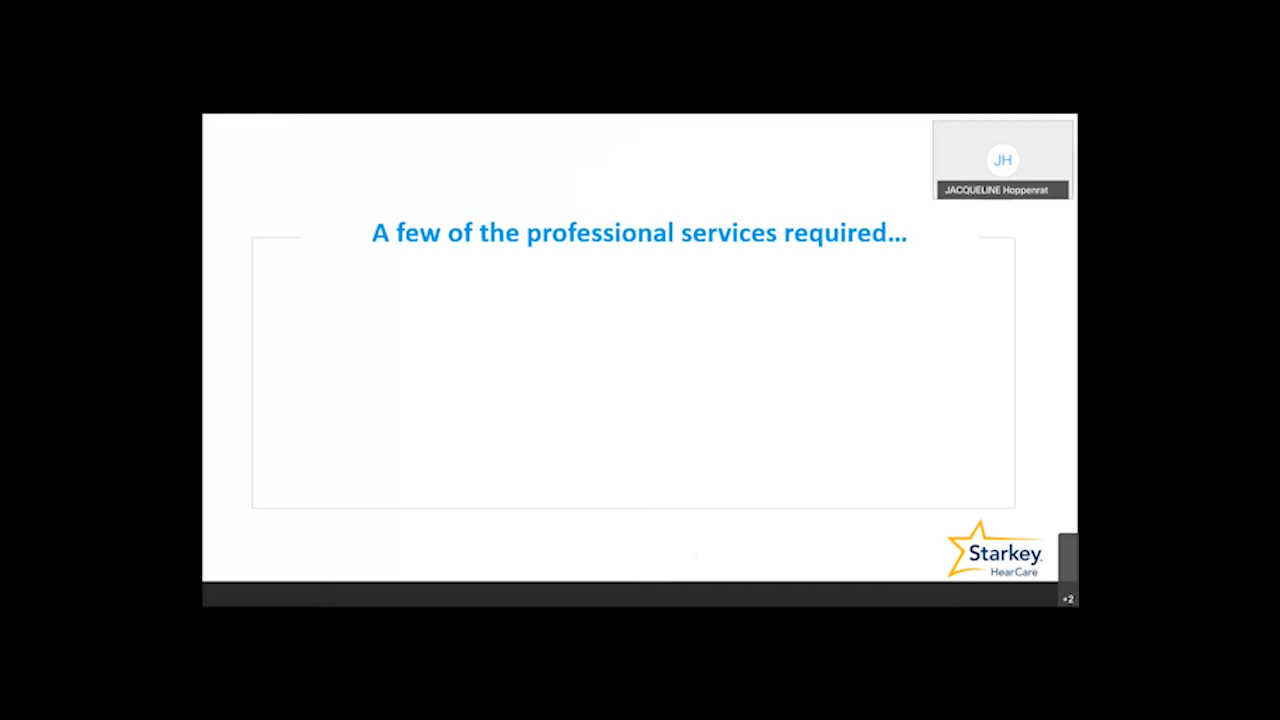 JH
JACQUELINE Hoppenrat
A few of the professional services required...
Starkey.
HearCare
+2